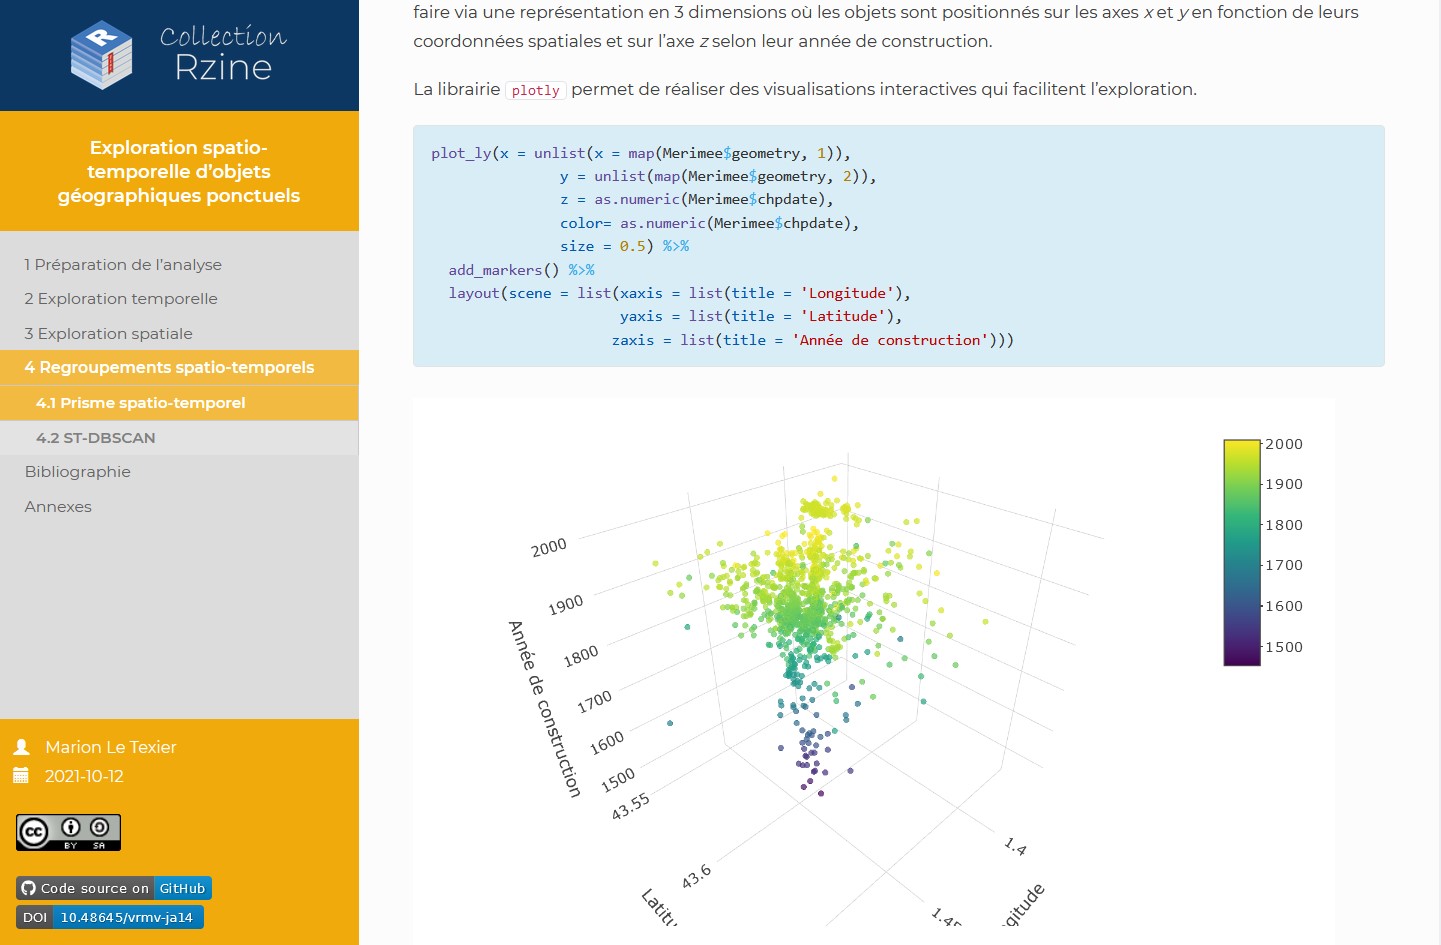 Collection
Rzine
Exploration spatio-
temporelle d’objets
géographiques ponctuels
1 Préparation de l’analyse
2 Exploration temporelle
3 Exploration spatiale
4 Regroupements spatio-temporels
4.1 Prisme spatio-temporel
4.2 ST-DBSCAN
Bibliographie
Annexes
Marion Le Texier
2021-10-12
cc
BY SA
Code source on GitHub
DOI 10.48645/vrmv-ja14
faire via une représentation en 3 dimensions où les objets sont positionnés sur les axes x et y en fonction de leurs
coordonnées spatiales et sur l’axe z selon leur année de construction.
La librairie plotly permet de réaliser des visualisations interactives qui facilitent l’exploration.
plot_ly(x = unlist(x = map(Merimee$geometry, 1)),
y = unlist(map(Merimee$geometry, 2)),
z = as.numeric(Merimee$chpdate),
color= as.numeric(Merimee$chpdate),
size = 0.5) %>%
add_markers() %>%
layout(scene = list(xaxis = list(title = 'Longitude'),
yaxis = list(title = 'Latitude'),
zaxis = list(title = 'Année de construction')))
2000
1900
1800
1700
1600
1500
43.55
Année de construction
43.6
Latitu
1.4
1.45
gitude
2000
1900
1800
1700
1600
1500